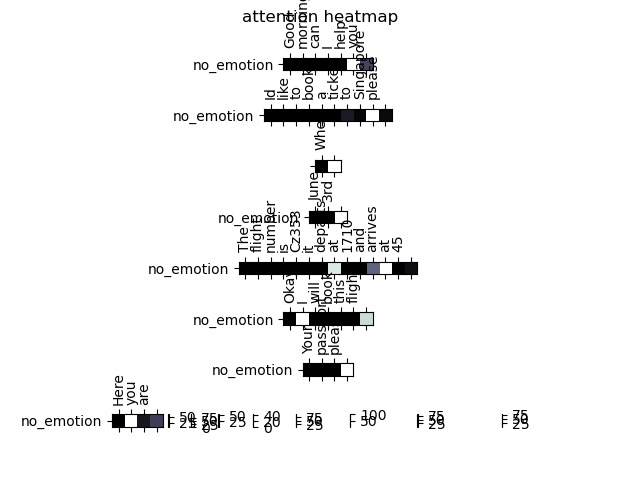 attention heatmap
Good morning can I help you
no_emotion
Id like to book a ticket to Singapore please
no_emotion
June 3rd
no_emotion
The flight number is Cz353 it departs at 1710 and arrives at 45
no_emotion
Okay I will book this flight
no_emotion
Your please
no_emotion
Here you are
no_emotion
50 75 50 40 75 100 75 75
25 25 25 20 50 50 50
0 0 25 25 25